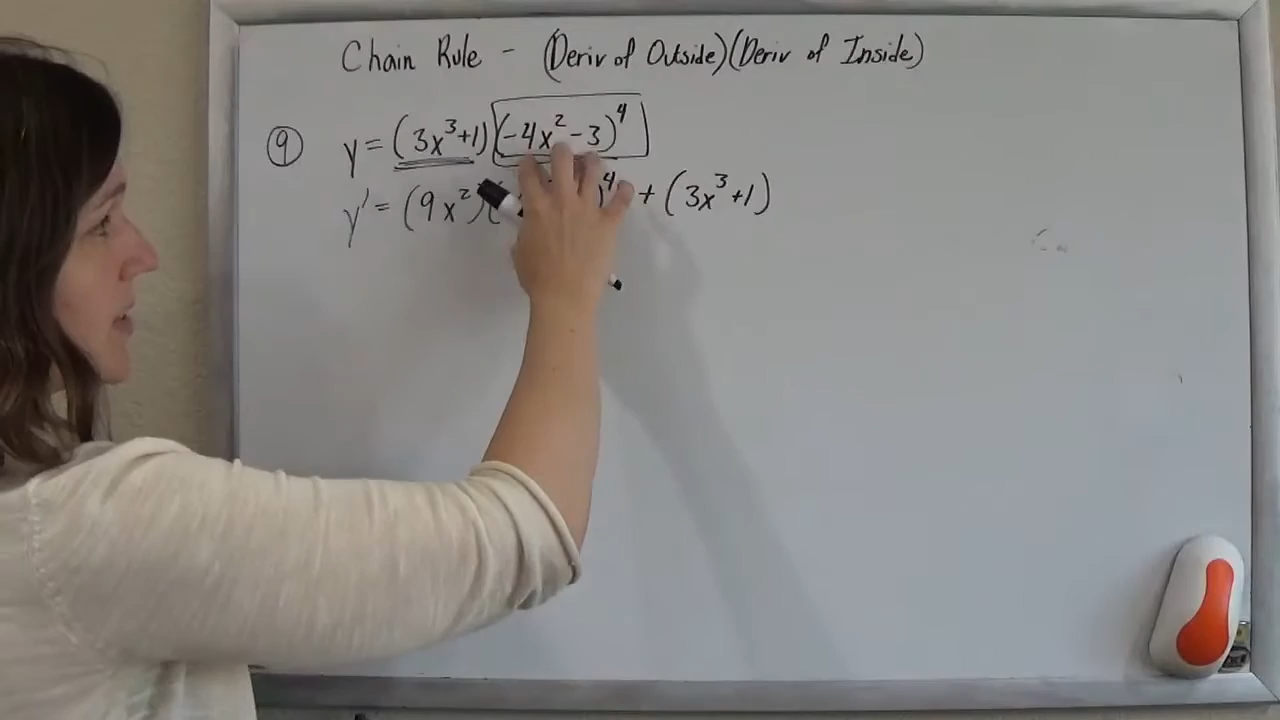 Chain Rule - (Deriv of Outside)(Deriv of Inside)
⑨ y = (3x³+1)(-4x²-3)⁴
y' = (9x²)( )⁴ + (3x³+1)